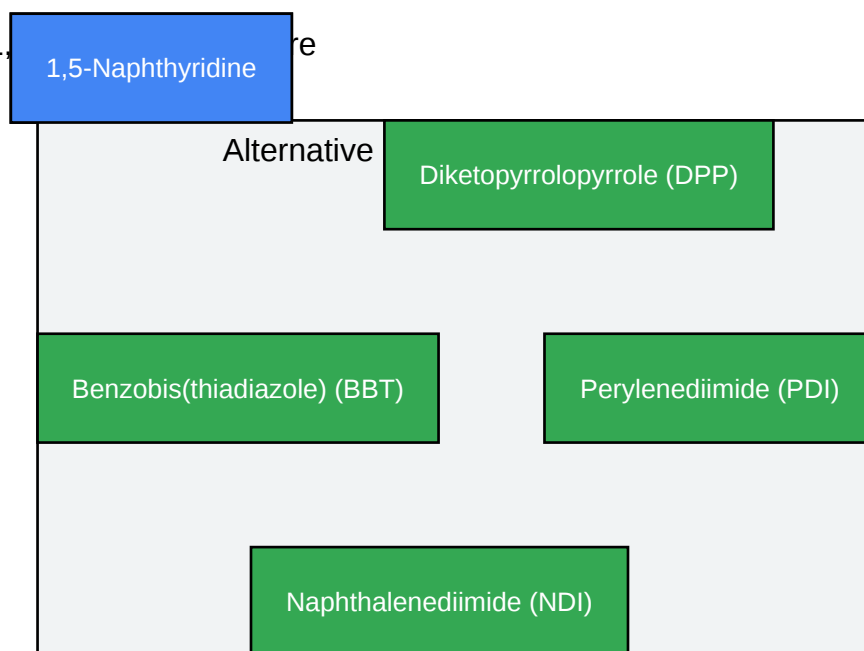 re
1,5-Naphthyridine
Alternative
Diketopyrrolopyrrole (DPP)
Benzobis(thiadiazole) (BBT)
Perylenediimide (PDI)
Naphthalenediimide (NDI)